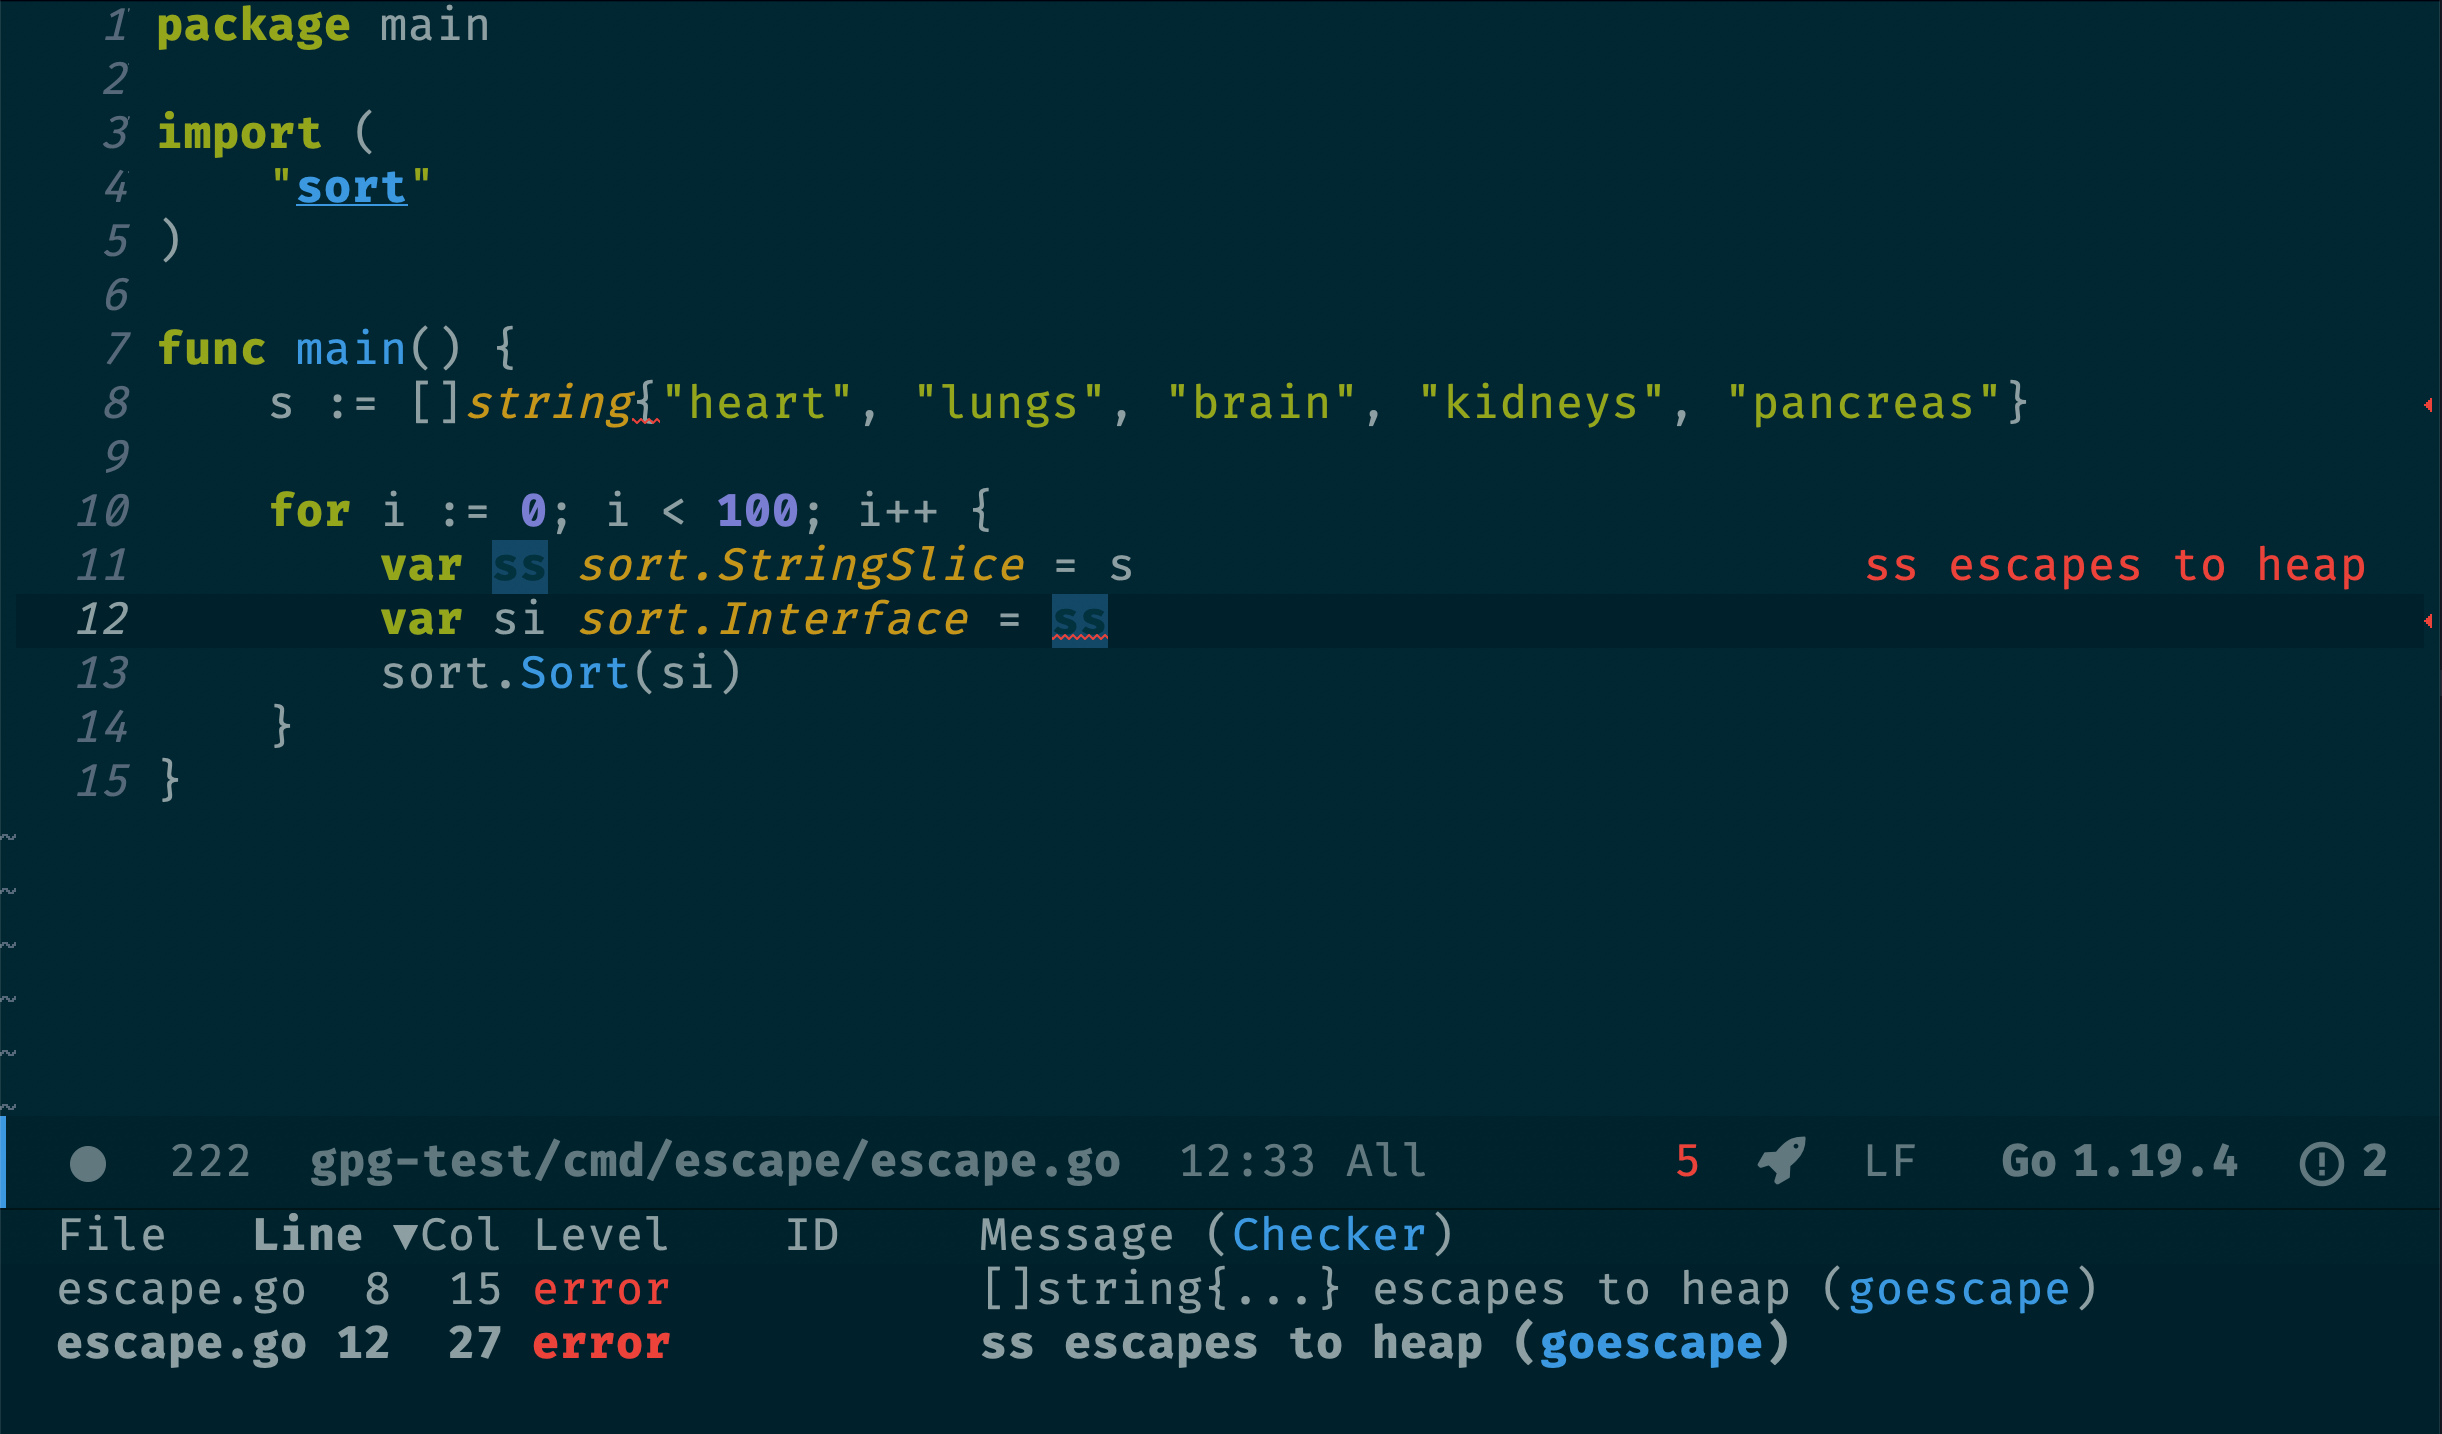 1 package main
2
3 import (
4     "sort"
5 )
6
7 func main() {
8     s := []string{"heart", "lungs", "brain", "kidneys", "pancreas"}
9
10     for i := 0; i < 100; i++ {
11         var ss sort.StringSlice = s ss escapes to heap
12         var si sort.Interface = ss
13         sort.Sort(si)
14     }
15 }
~
~
~
~
~
~
222 gpg-test/cmd/escape/escape.go 12:33 All 5 LF Go 1.19.4 2
File Line ▼Col Level ID Message (Checker)
escape.go 8 15 error []string{...} escapes to heap (goescape)
escape.go 12 27 error ss escapes to heap (goescape)